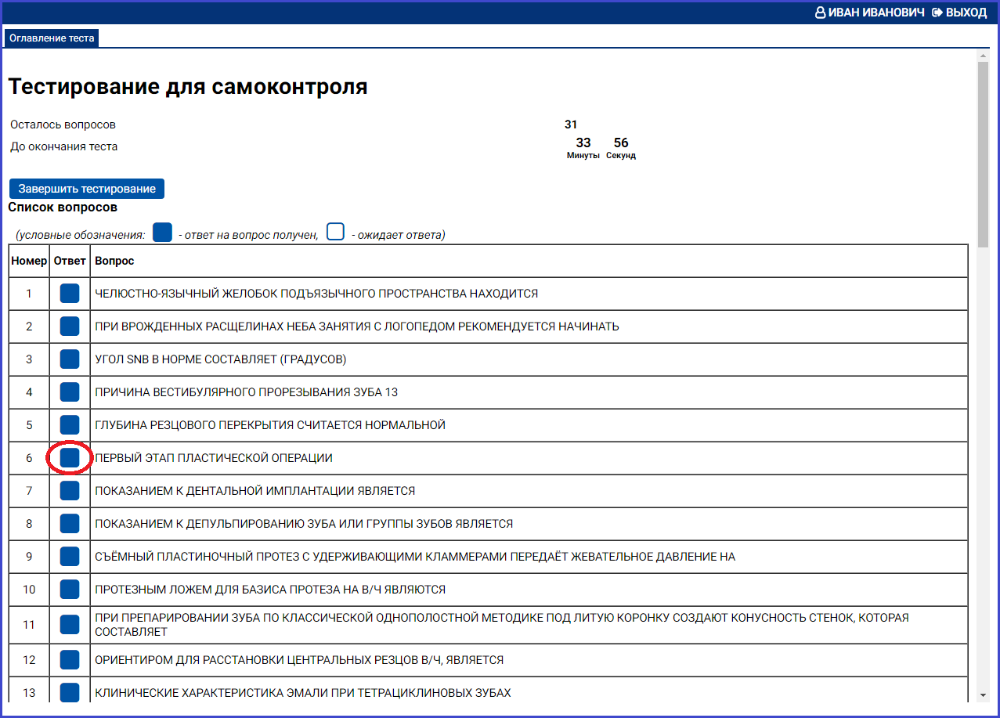 ИВАН ИВАНОВИЧ ВЫХОД
Оглавление теста
Тестирование для самоконтроля
Осталось вопросов 31
До окончания теста 33 56
Минуты Секунд
Завершить тестирование
Список вопросов
(условные обозначения: - ответ на вопрос получен, - ожидает ответа)
Номер Ответ Вопрос
1 ЧЕЛЮСТНО-ЯЗЫЧНЫЙ ЖЕЛОБОК ПОДЪЯЗЫЧНОГО ПРОСТРАНСТВА НАХОДИТСЯ
2 ПРИ ВРОЖДЕННЫХ РАСЩЕЛИНАХ НЕБА ЗАНЯТИЯ С ЛОГОПЕДОМ РЕКОМЕНДУЕТСЯ НАЧИНАТЬ
3 УГОЛ SNB В НОРМЕ СОСТАВЛЯЕТ (ГРАДУСОВ)
4 ПРИЧИНА ВЕСТИБУЛЯРНОГО ПРОРЕЗЫВАНИЯ ЗУБА 13
5 ГЛУБИНА РЕЗЦОВОГО ПЕРЕКРЫТИЯ СЧИТАЕТСЯ НОРМАЛЬНОЙ
6 ПЕРВЫЙ ЭТАП ПЛАСТИЧЕСКОЙ ОПЕРАЦИИ
7 ПОКАЗАНИЕМ К ДЕНТАЛЬНОЙ ИМПЛАНТАЦИИ ЯВЛЯЕТСЯ
8 ПОКАЗАНИЕМ К ДЕПУЛЬПИРОВАНИЮ ЗУБА ИЛИ ГРУППЫ ЗУБОВ ЯВЛЯЕТСЯ
9 СЪЁМНЫЙ ПЛАСТИНОЧНЫЙ ПРОТЕЗ С УДЕРЖИВАЮЩИМИ КЛАММЕРАМИ ПЕРЕДАЁТ ЖЕВАТЕЛЬНОЕ ДАВЛЕНИЕ НА
10 ПРОТЕЗНЫМ ЛОЖЕМ ДЛЯ БАЗИСА ПРОТЕЗА НА В/Ч ЯВЛЯЮТСЯ
11 ПРИ ПРЕПАРИРОВАНИИ ЗУБА ПО КЛАССИЧЕСКОЙ ОДНОПОЛОСТНОЙ МЕТОДИКЕ ПОД ЛИТУЮ КОРОНКУ СОЗДАЮТ КОНУСНОСТЬ СТЕНОК, КОТОРАЯ
СОСТАВЛЯЕТ
12 ОРИЕНТИРОМ ДЛЯ РАССТАНОВКИ ЦЕНТРАЛЬНЫХ РЕЗЦОВ В/Ч, ЯВЛЯЕТСЯ
13 КЛИНИЧЕСКИЕ ХАРАКТЕРИСТИКА ЭМАЛИ ПРИ ТЕТРАЦИКЛИНОВЫХ ЗУБАХ